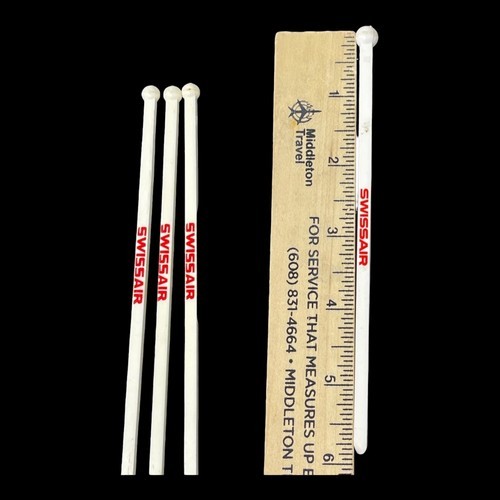 SWISSAIR
SWISSAIR
SWISSAIR
Middleton
Travel
FOR SERVICE THAT MEASURES UP
(608) 831-4664 • MIDDLETON
1
2
3
4
5
6
SWISSAIR